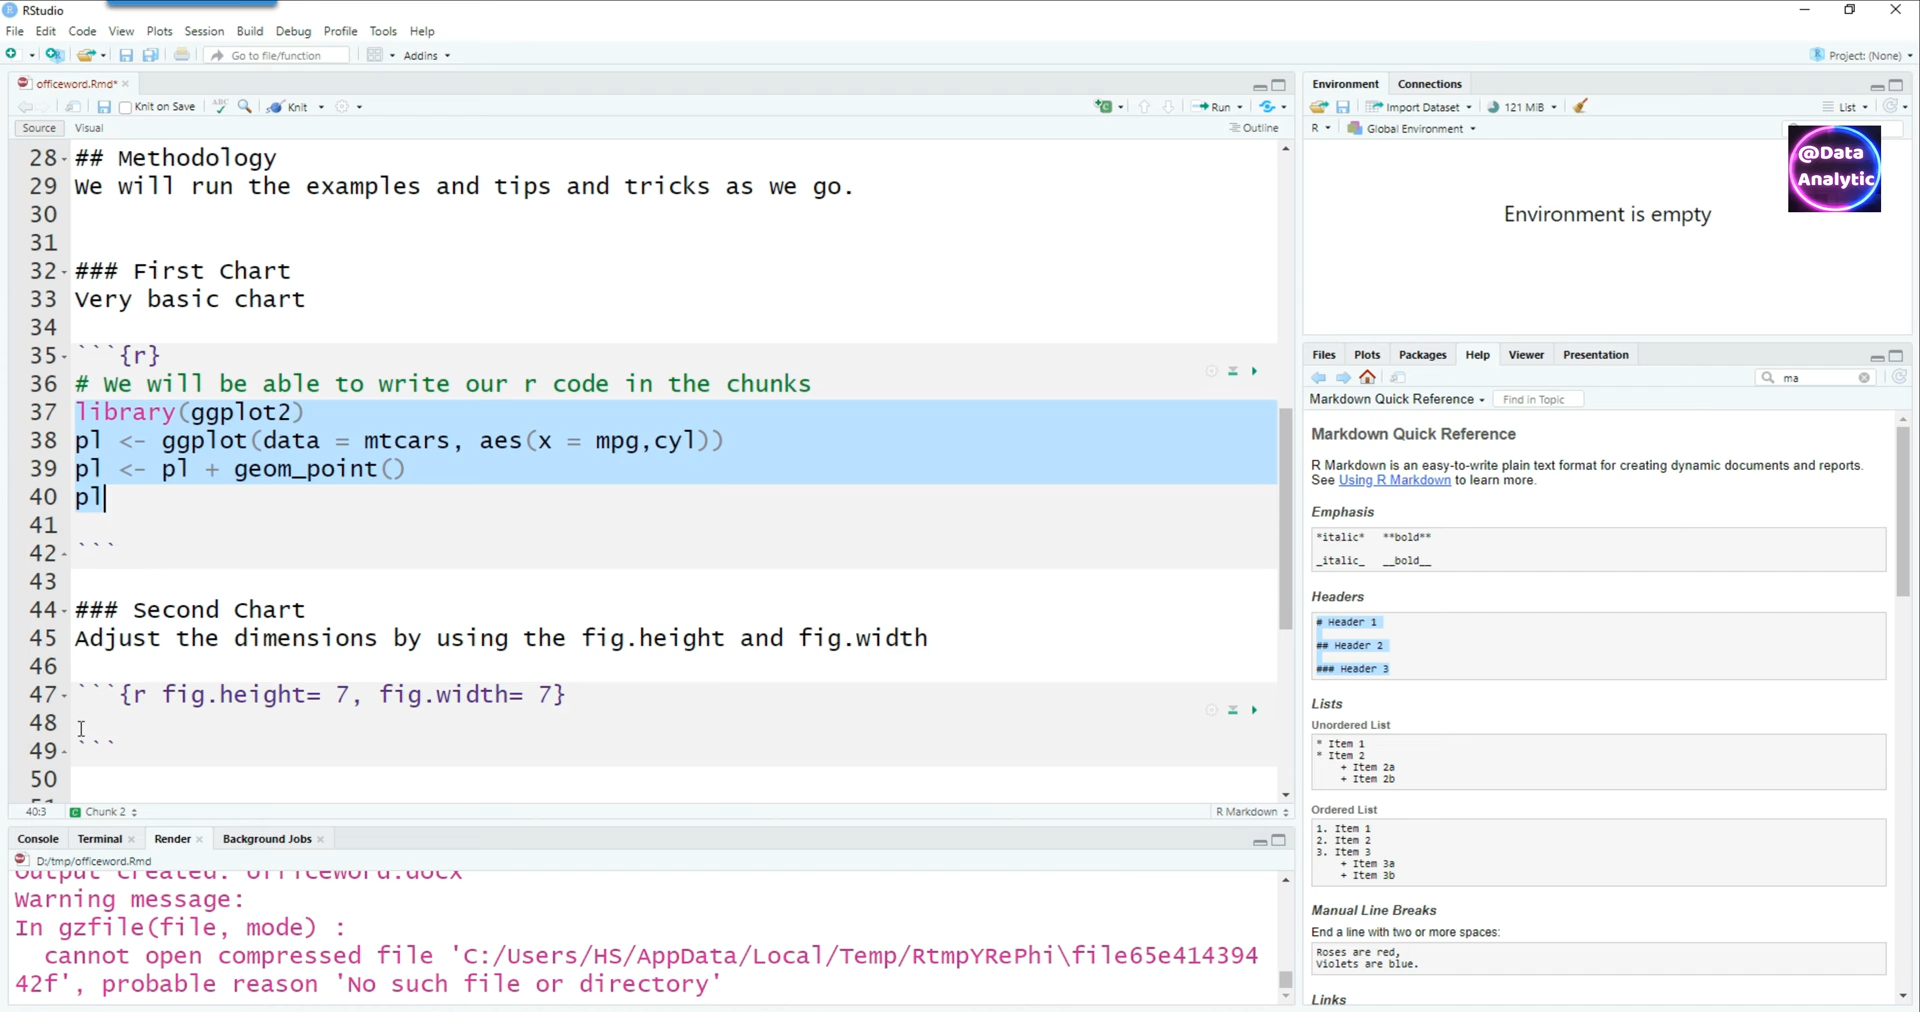 RStudio
File Edit Code View Plots Session Build Debug Profile Tools Help
Go to file/function Addins Project: (None)
officeword.Rmd*
Knit on Save ABC Knit Run
Source Visual Outline
28 ## Methodology
29 We will run the examples and tips and tricks as we go.
30
31
32 ### First Chart
33 Very basic chart
34
35 ```{r}
36 # We will be able to write our r code in the chunks
37 library(ggplot2)
38 pl <- ggplot(data = mtcars, aes(x = mpg,cyl))
39 pl <- pl + geom_point()
40 pl
41
42 ```
43
44 ### Second Chart
45 Adjust the dimensions by using the fig.height and fig.width
46
47 ```{r fig.height= 7, fig.width= 7}
48
49 ```
50
40:3 Chunk 2 R Markdown
Console Terminal Render Background Jobs
D:/tmp/officeword.Rmd
Output created: officeword.docx
Warning message:
In gzfile(file, mode) :
cannot open compressed file 'C:/Users/HS/AppData/Local/Temp/RtmpYRePhi\file65e414394
42f', probable reason 'No such file or directory'
Environment Connections
Import Dataset 121 MiB List
R Global Environment
@Data
Analytic
Environment is empty
Files Plots Packages Help Viewer Presentation
ma
Markdown Quick Reference Find in Topic
Markdown Quick Reference
R Markdown is an easy-to-write plain text format for creating dynamic documents and reports.
See Using R Markdown to learn more.
Emphasis
*italic* **bold**
_italic_ __bold__
Headers
# Header 1
## Header 2
### Header 3
Lists
Unordered List
* Item 1
* Item 2
+ Item 2a
+ Item 2b
Ordered List
1. Item 1
2. Item 2
3. Item 3
+ Item 3a
+ Item 3b
Manual Line Breaks
End a line with two or more spaces:
Roses are red,
Violets are blue.
Links